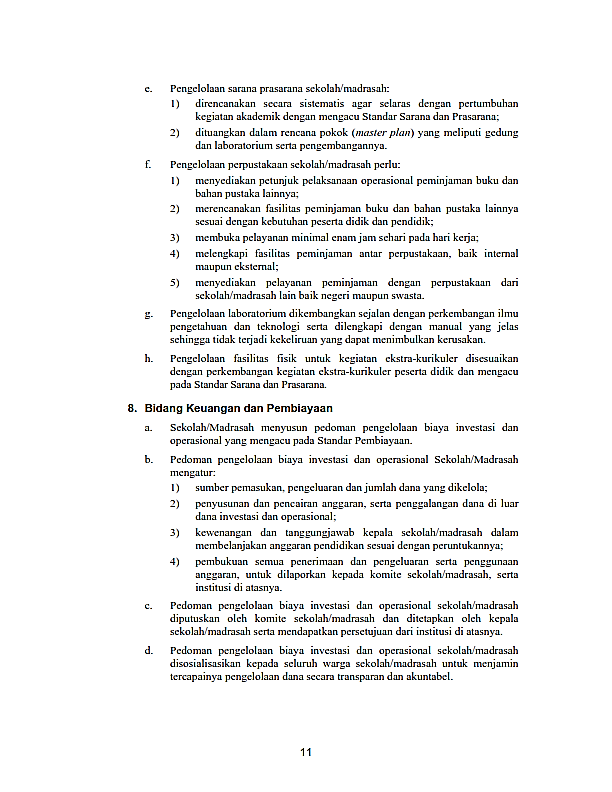 e. Pengelolaan sarana prasarana sekolah/madrasah:
1) direncanakan secara sistematis agar selaras dengan pertumbuhan
kegiatan akademik dengan mengacu Standar Sarana dan Prasarana;
2) dituangkan dalam rencana pokok (master plan) yang meliputi gedung
dan laboratorium serta pengembangannya.
f. Pengelolaan perpustakaan sekolah/madrasah perlu:
1) menyediakan petunjuk pelaksanaan operasional peminjaman buku dan
bahan pustaka lainnya;
2) merencanakan fasilitas peminjaman buku dan bahan pustaka lainnya
sesuai dengan kebutuhan peserta didik dan pendidik;
3) membuka pelayanan minimal enam jam sehari pada hari kerja;
4) melengkapi fasilitas peminjaman antar perpustakaan, baik internal
maupun eksternal;
5) menyediakan pelayanan peminjaman dengan perpustakaan dari
sekolah/madrasah lain baik negeri maupun swasta.
g. Pengelolaan laboratorium dikembangkan sejalan dengan perkembangan ilmu
pengetahuan dan teknologi serta dilengkapi dengan manual yang jelas
sehingga tidak terjadi kekeliruan yang dapat menimbulkan kerusakan.
h. Pengelolaan fasilitas fisik untuk kegiatan ekstra-kurikuler disesuaikan
dengan perkembangan kegiatan ekstra-kurikuler peserta didik dan mengacu
pada Standar Sarana dan Prasarana.
8. Bidang Keuangan dan Pembiayaan
a. Sekolah/Madrasah menyusun pedoman pengelolaan biaya investasi dan
operasional yang mengacu pada Standar Pembiayaan.
b. Pedoman pengelolaan biaya investasi dan operasional Sekolah/Madrasah
mengatur:
1) sumber pemasukan, pengeluaran dan jumlah dana yang dikelola;
2) penyusunan dan pencairan anggaran, serta penggalangan dana di luar
dana investasi dan operasional;
3) kewenangan dan tanggungjawab kepala sekolah/madrasah dalam
membelanjakan anggaran pendidikan sesuai dengan peruntukannya;
4) pembukuan semua penerimaan dan pengeluaran serta penggunaan
anggaran, untuk dilaporkan kepada komite sekolah/madrasah, serta
institusi di atasnya.
c. Pedoman pengelolaan biaya investasi dan operasional sekolah/madrasah
diputuskan oleh komite sekolah/madrasah dan ditetapkan oleh kepala
sekolah/madrasah serta mendapatkan persetujuan dari institusi di atasnya.
d. Pedoman pengelolaan biaya investasi dan operasional sekolah/madrasah
disosialisasikan kepada seluruh warga sekolah/madrasah untuk menjamin
tercapainya pengelolaan dana secara transparan dan akuntabel.
11